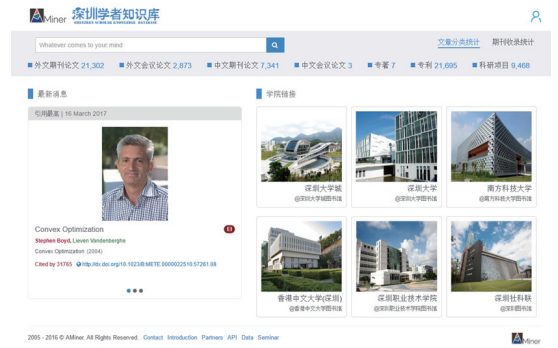 AMiner 深圳学者知识库
Whatever comes to your mind
文章分类统计 期刊收录统计
外文期刊论文 21,302 外文会议论文 2,873 中文期刊论文 7,341 中文会议论文 3 专著 7 专利 21,695 科研项目 9,468
最新消息
引用最高 | 16 March 2017
Convex Optimization
EI
Stephen Boyd, Lieven Vandenberghe
Convex Optimization (2004)
Cited by 31765 http://dx.doi.org/10.1023/B:METE.0000022510.57261.08
学院链接
深圳大学城 深圳大学 南方科技大学
@深圳大学城图书馆 @深圳大学图书馆 @南方科技大学图书馆
香港中文大学(深圳) 深圳职业技术学院 深圳社科联
@香港中文大学图书馆 @深圳职业技术学院图书馆 @深圳图书馆
2005 - 2016 © AMiner. All Rights Reserved. Contact Introduction Partners API Data Seminar
AMiner